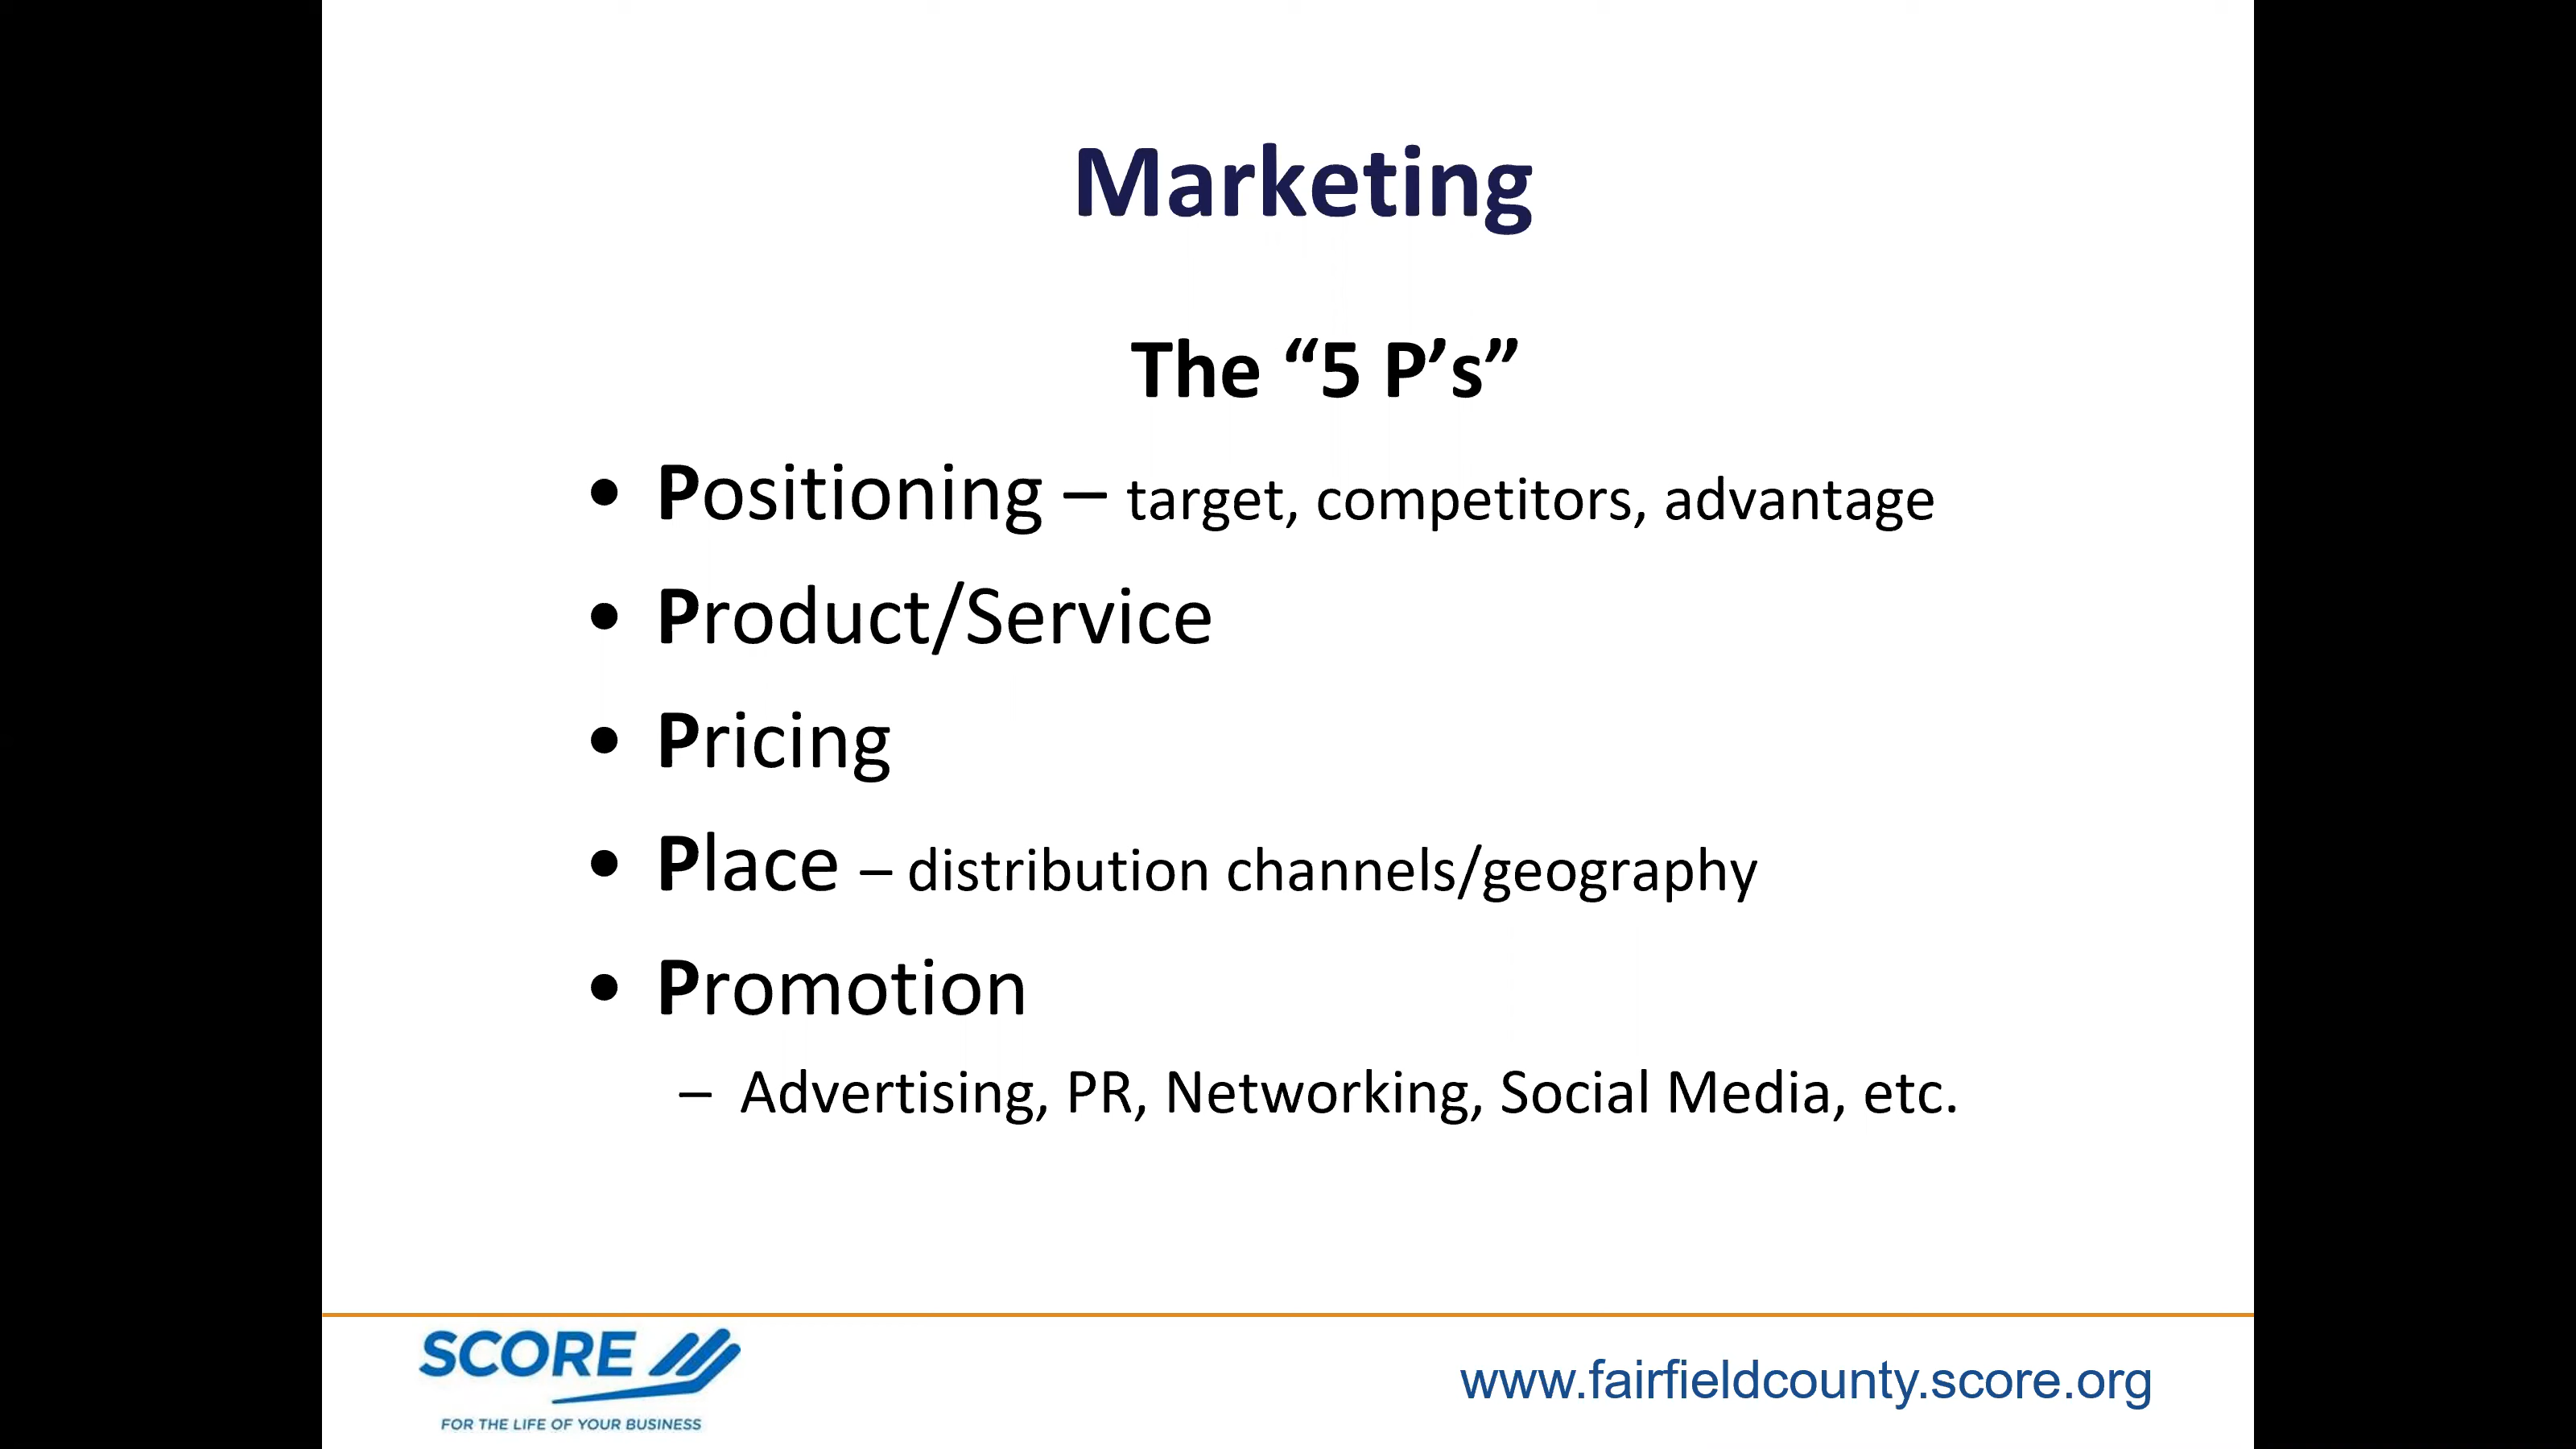 Marketing
The “5 P’s”
• Positioning – target, competitors, advantage
• Product/Service
• Pricing
• Place – distribution channels/geography
• Promotion
– Advertising, PR, Networking, Social Media, etc.
SCORE
FOR THE LIFE OF YOUR BUSINESS
www.fairfieldcounty.score.org